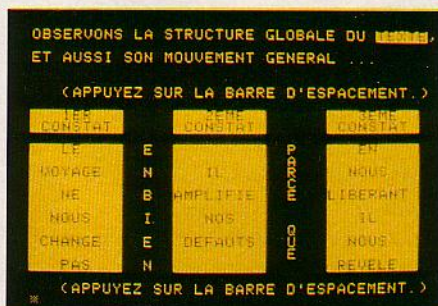 OBSERVONS LA STRUCTURE GLOBALE DU TEXTE,
ET AUSSI SON MOUVEMENT GENERAL ...
(APPUYEZ SUR LA BARRE D'ESPACEMENT.)
1ER
CONSTAT
LE
VOYAGE
NE
NOUS
CHANGE
PAS
E
N
B
I
E
N
2EME
CONSTAT
IL
AMPLIFIE
NOS
DEFAUTS
PARCE QUE
3EME
CONSTAT
EN
NOUS
LIBERANT
IL
NOUS
REVELE
(APPUYEZ SUR LA BARRE D'ESPACEMENT.)